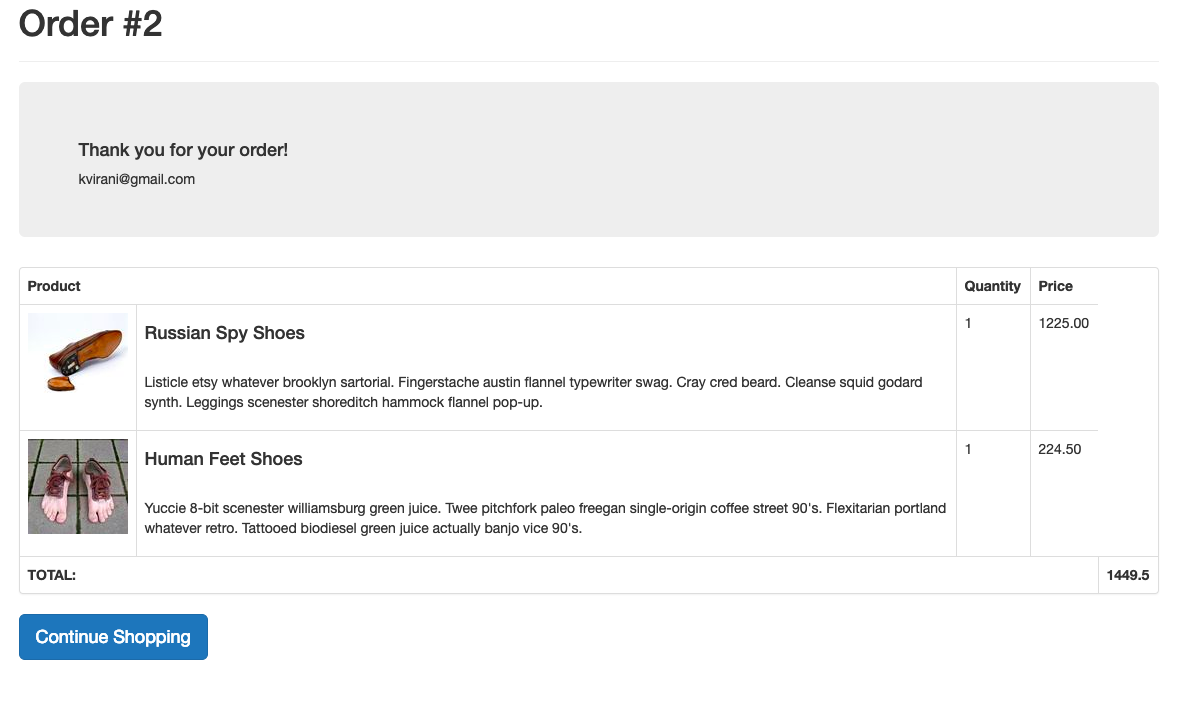 Order #2
Thank you for your order!
kvirani@gmail.com
Product Quantity Price
Russian Spy Shoes 1 1225.00
Listicle etsy whatever brooklyn sartorial. Fingerstache austin flannel typewriter swag. Cray cred beard. Cleanse squid godard
synth. Leggings scenester shoreditch hammock flannel pop-up.
Human Feet Shoes 1 224.50
Yuccie 8-bit scenester williamsburg green juice. Twee pitchfork paleo freegan single-origin coffee street 90's. Flexitarian portland
whatever retro. Tattooed biodiesel green juice actually banjo vice 90's.
TOTAL: 1449.5
Continue Shopping